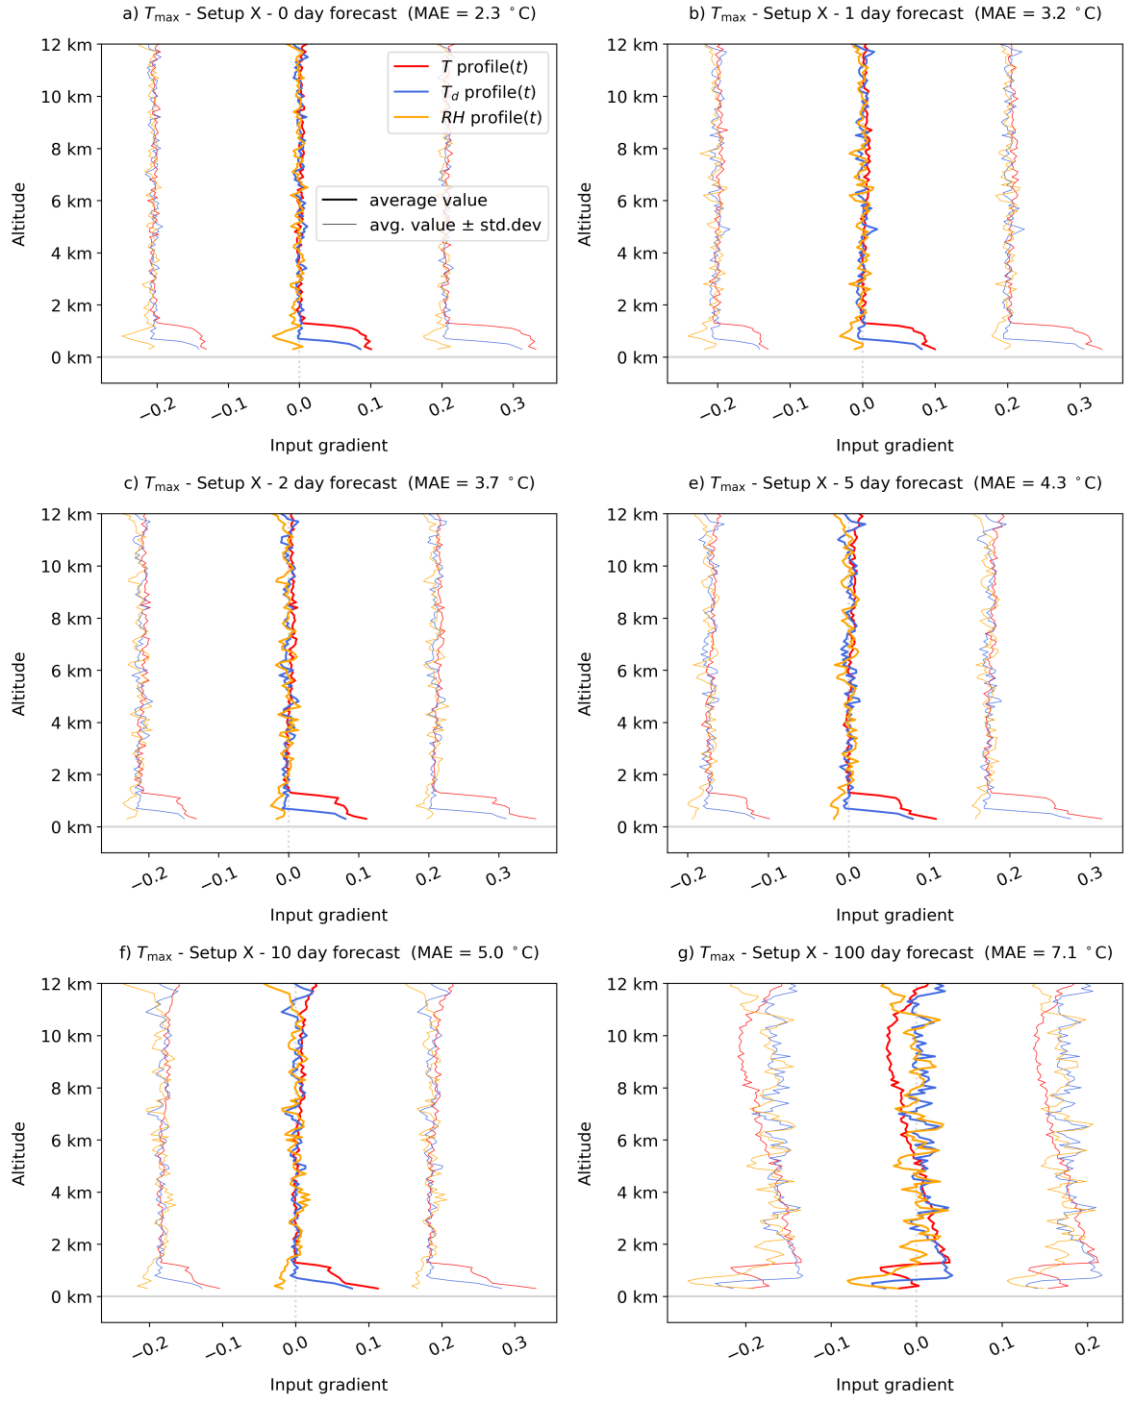 a) Tmax - Setup X - 0 day forecast (MAE = 2.3 °C)
12 km
10 km
8 km
6 km
4 km
2 km
0 km
Altitude
T profile(t)
Td profile(t)
RH profile(t)
average value
avg. value ± std.dev
−0.2
−0.1
0.0
0.1
0.2
0.3
Input gradient
b) Tmax - Setup X - 1 day forecast (MAE = 3.2 °C)
12 km
10 km
8 km
6 km
4 km
2 km
0 km
Altitude
−0.2
−0.1
0.0
0.1
0.2
0.3
Input gradient
c) Tmax - Setup X - 2 day forecast (MAE = 3.7 °C)
12 km
10 km
8 km
6 km
4 km
2 km
0 km
Altitude
−0.2
−0.1
0.0
0.1
0.2
0.3
Input gradient
e) Tmax - Setup X - 5 day forecast (MAE = 4.3 °C)
12 km
10 km
8 km
6 km
4 km
2 km
0 km
Altitude
−0.2
−0.1
0.0
0.1
0.2
0.3
Input gradient
f) Tmax - Setup X - 10 day forecast (MAE = 5.0 °C)
12 km
10 km
8 km
6 km
4 km
2 km
0 km
Altitude
−0.2
−0.1
0.0
0.1
0.2
0.3
Input gradient
g) Tmax - Setup X - 100 day forecast (MAE = 7.1 °C)
12 km
10 km
8 km
6 km
4 km
2 km
0 km
Altitude
−0.2
−0.1
0.0
0.1
0.2
Input gradient